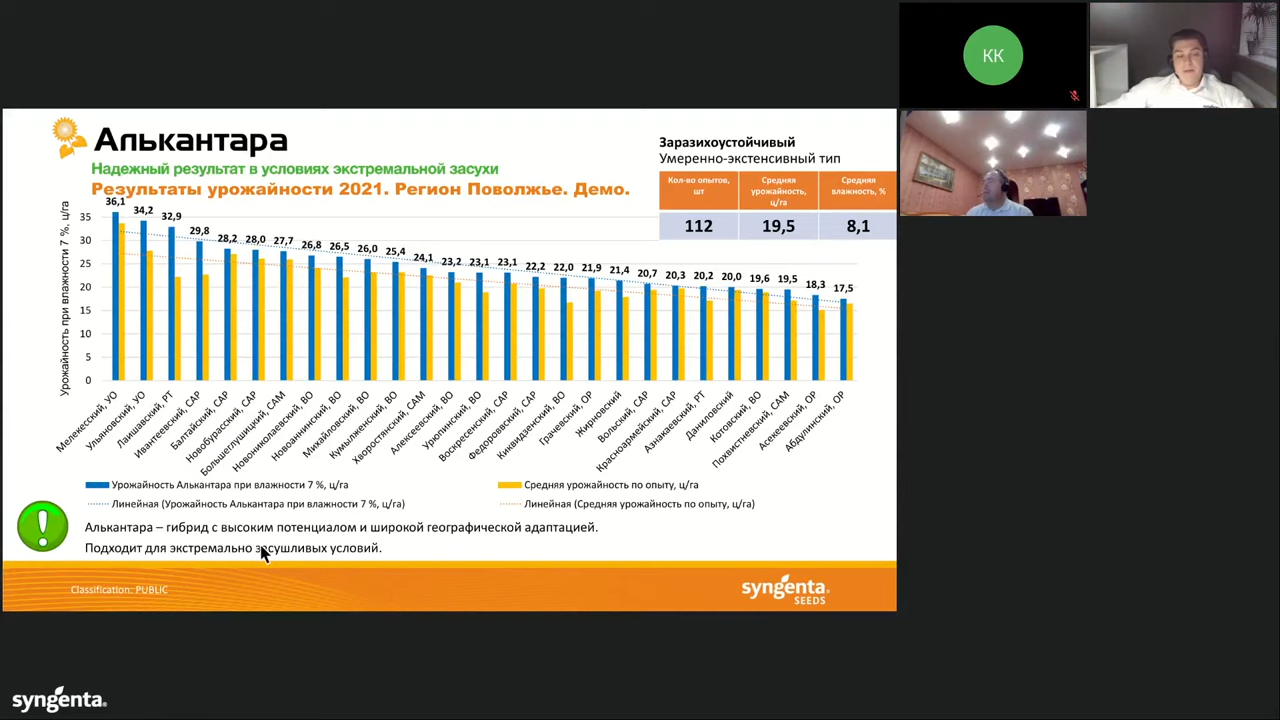 КК
Алькантара
Надежный результат в условиях экстремальной засухи
Результаты урожайности 2021. Регион Поволжье. Демо.
Заразихоустойчивый
Умеренно-экстенсивный тип
Кол-во опытов, шт
Средняя урожайность, ц/га
Средняя влажность, %
112
19,5
8,1
Урожайность при влажности 7 %, ц/га
35
30
25
20
15
10
5
0
36,1
34,2
32,9
29,8
28,2
28,0
27,7
26,8
26,5
26,0
25,4
24,1
23,2
23,1
23,1
22,2
22,0
21,9
21,4
20,7
20,3
20,2
20,0
19,6
19,5
18,3
17,5
Мелекесский, УО
Ульяновский, УО
Лаишавский, РТ
Ивантеевский, САР
Балтайский, САР
Новобурасский, САР
Большеглушицкий, САМ
Новониколаевский, ВО
Новоаннинский, ВО
Михайловский, ВО
Кумылженский, ВО
Хворостянский, САМ
Алексеевский, ВО
Урюпинский, ВО
Воскресенский, САР
Федоровевский, САР
Киквидзенский, ВО
Грачевский, ОР
Жирновский
Вольский, САР
Красноармейский, САР
Азнакаевский, РТ
Даниловский
Котовский, ВО
Похвистневский, САМ
Асекеевский, ОР
Абдулинский, ОР
Урожайность Алькантара при влажности 7 %, ц/га
Средняя урожайность по опыту, ц/га
Линейная (Урожайность Алькантара при влажности 7 %, ц/га)
Линейная (Средняя урожайность по опыту, ц/га)
Алькантара – гибрид с высоким потенциалом и широкой географической адаптацией.
Подходит для экстремально засушливых условий.
Classification: PUBLIC
syngenta
SEEDS
syngenta